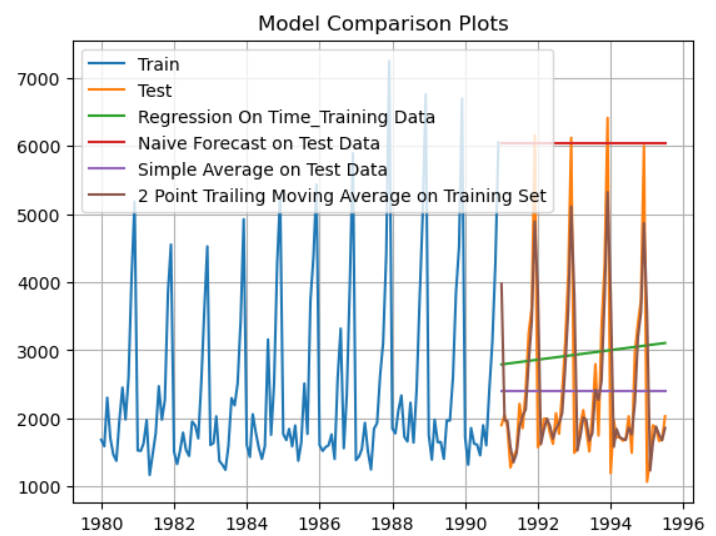 Model Comparison Plots
Train
Test
Regression On Time_Training Data
Naive Forecast on Test Data
Simple Average on Test Data
2 Point Trailing Moving Average on Training Set
7000
6000
5000
4000
3000
2000
1000
1980 1982 1984 1986 1988 1990 1992 1994 1996